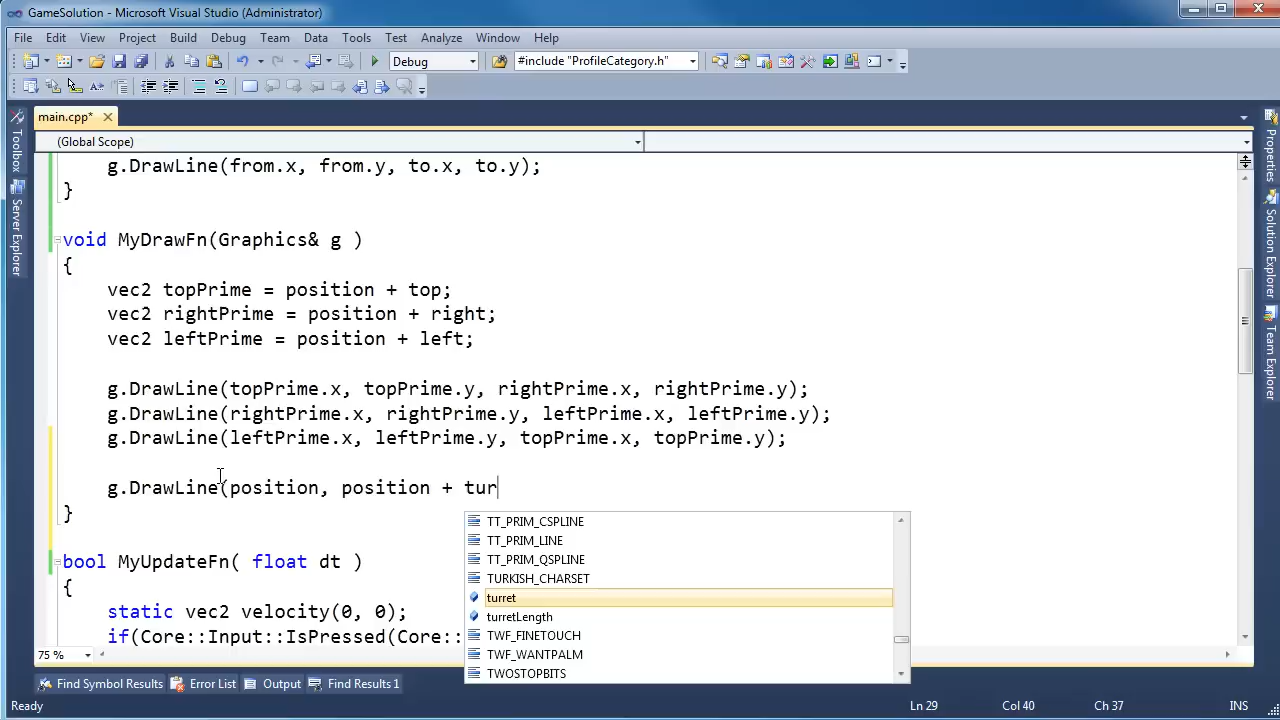 GameSolution - Microsoft Visual Studio (Administrator)
File Edit View Project Build Debug Team Data Tools Test Analyze Window Help
Debug #include "ProfileCategory.h"
main.cpp*
(Global Scope)
g.DrawLine(from.x, from.y, to.x, to.y);
}
void MyDrawFn(Graphics& g )
{
vec2 topPrime = position + top;
vec2 rightPrime = position + right;
vec2 leftPrime = position + left;
g.DrawLine(topPrime.x, topPrime.y, rightPrime.x, rightPrime.y);
g.DrawLine(rightPrime.x, rightPrime.y, leftPrime.x, leftPrime.y);
g.DrawLine(leftPrime.x, leftPrime.y, topPrime.x, topPrime.y);
g.DrawLine(position, position + tur
}
TT_PRIM_CSPLINE
TT_PRIM_LINE
TT_PRIM_QSPLINE
TURKISH_CHARSET
turret
turretLength
TWF_FINETOUCH
TWF_WANTPALM
TWOSTOPBITS
bool MyUpdateFn( float dt )
{
static vec2 velocity(0, 0);
if(Core::Input::IsPressed(Core::
75 %
Toolbox
Server Explorer
Properties
Solution Explorer
Team Explorer
Find Symbol Results Error List Output Find Results 1
Ready Ln 29 Col 40 Ch 37 INS